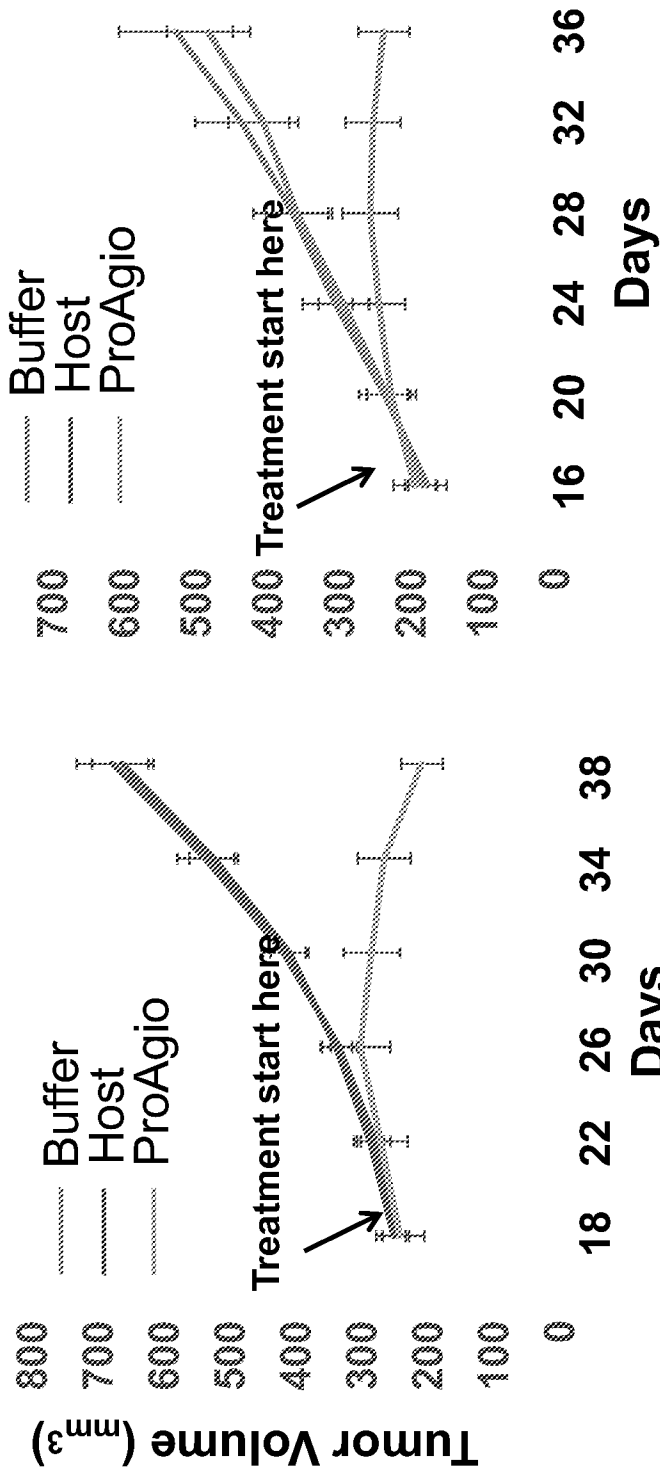 Tumor Volume (mm³)
800
700
600
500
400
300
200
100
0
Buffer
Host
ProAgio
Treatment start here
18 22 26 30 34 38
Days
700
600
500
400
300
200
100
0
Buffer
Host
ProAgio
Treatment start here
16 20 24 28 32 36
Days